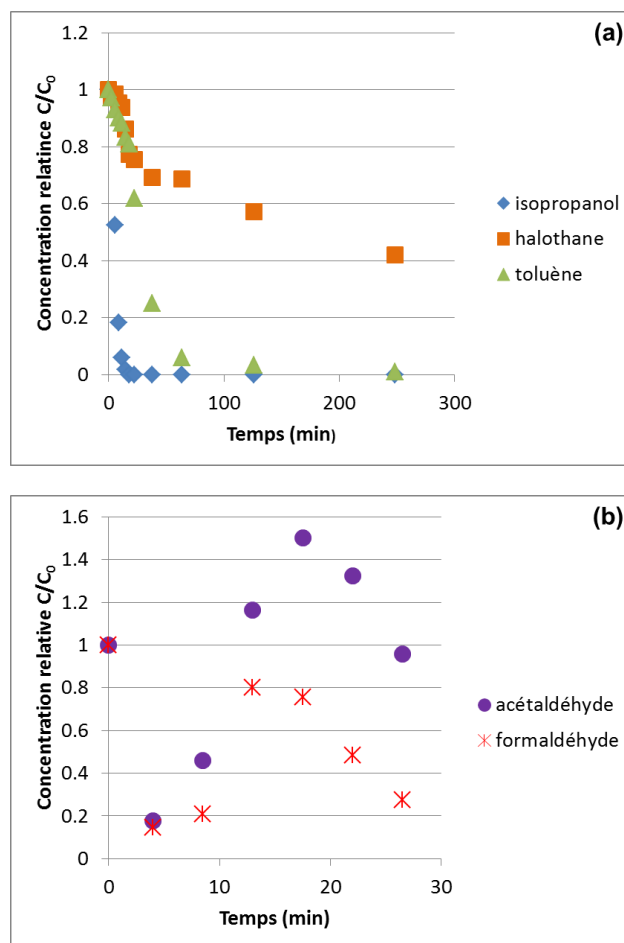 (a)
Concentration relatince C/C₀
1.2
1
0.8
0.6
0.4
0.2
0
0 100 200 300
Temps (min)
isopropanol
halothane
toluène
(b)
Concentration relative C/C₀
1.6
1.4
1.2
1
0.8
0.6
0.4
0.2
0
0 10 20 30
Temps (min)
acétaldéhyde
formaldéhyde